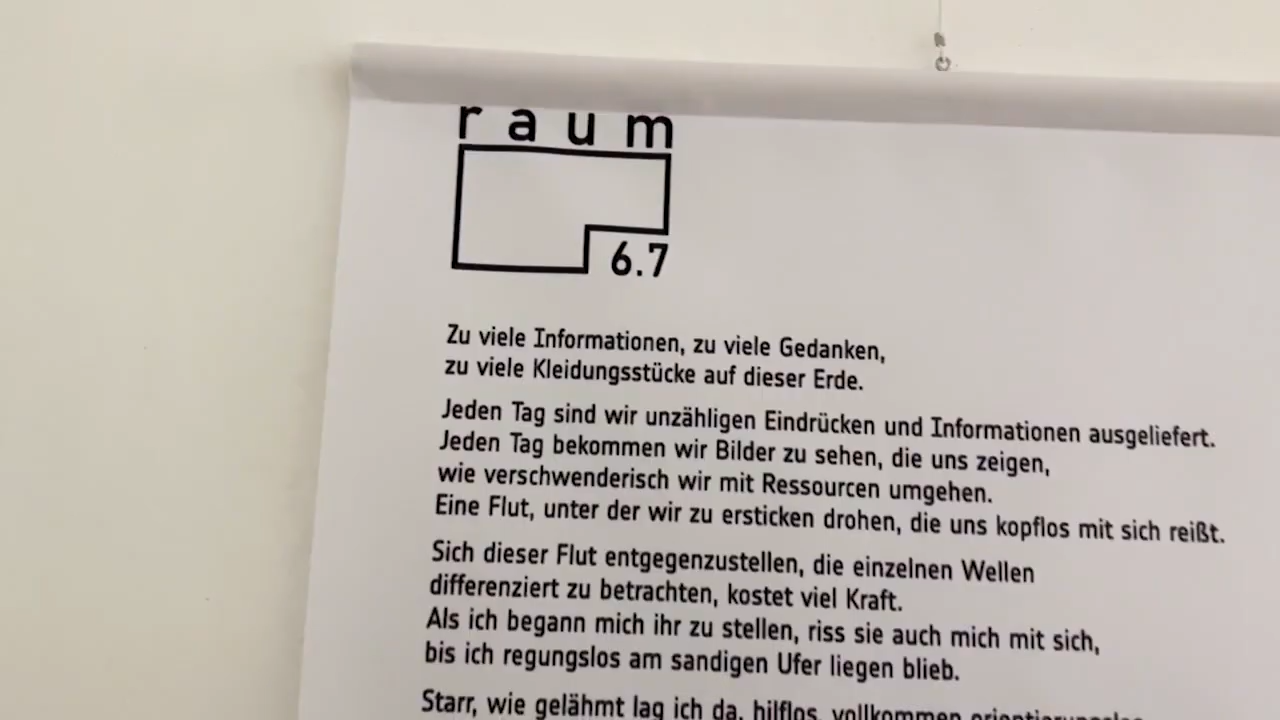 raum
6.7
Zu viele Informationen, zu viele Gedanken,
zu viele Kleidungsstücke auf dieser Erde.
Jeden Tag sind wir unzähligen Eindrücken und Informationen ausgeliefert.
Jeden Tag bekommen wir Bilder zu sehen, die uns zeigen,
wie verschwenderisch wir mit Ressourcen umgehen.
Eine Flut, unter der wir zu ersticken drohen, die uns kopflos mit sich reißt.
Sich dieser Flut entgegenzustellen, die einzelnen Wellen
differenziert zu betrachten, kostet viel Kraft.
Als ich begann mich ihr zu stellen, riss sie auch mich mit sich,
bis ich regungslos am sandigen Ufer liegen blieb.
Starr, wie gelähmt lag ich da, hilflos, vollkommen orientierungslos